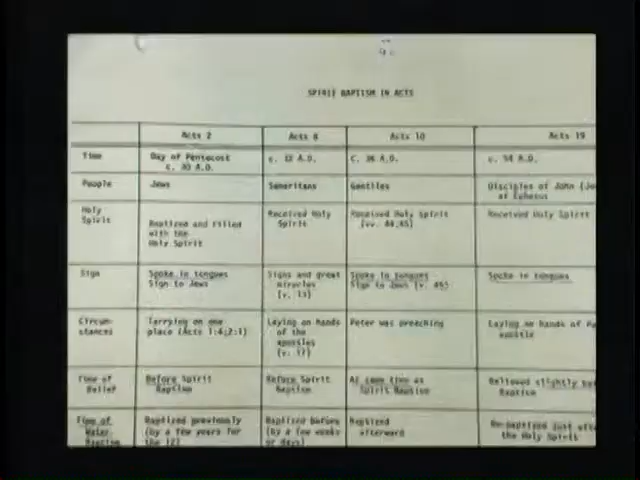 SPIRIT BAPTISM IN ACTS
Acts 2 Acts 8 Acts 10 Acts 19
Time Day of Pentecost c. 32 A.D. C. 38 A.D. c. 54 A.D.
c. 30 A.D.
People Jews Samaritans Gentiles Disciples of John
at Ephesus
Holy Baptized and filled Received Holy Received Holy spirit Received Holy Spirit
Spirit with the Spirit (vv. 44,45)
Holy Spirit
Sign Spoke in tongues Signs and great Spoke in tongues Spoke in tongues
Sign to Jews miracles Sign to Jews (v. 46)
(v. 13)
Circum- Tarrying on one Laying on hands Peter was preaching Laying on hands of
stances place (Acts 1:4;2:1) of the apostle
apostles
(v. 17)
Time of Before Spirit Before Spirit At same time as Believed slightly
Belief Baptism Baptism Spirit Baptism Baptism
Time of Baptized previously Baptized before Baptized Re-baptized just
Water (by a few years for (by a few weeks afterward the Holy Spirit
Baptism the 12) or days)